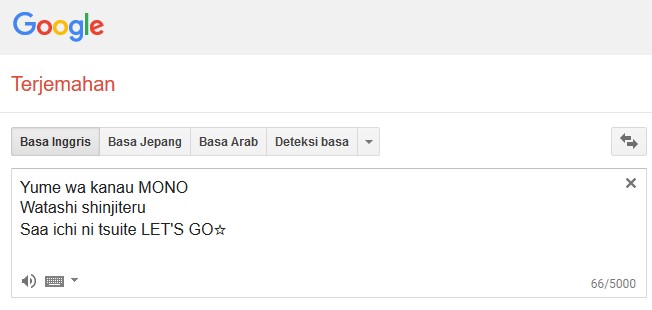 Google
Terjemahan
Basa Inggris Basa Jepang Basa Arab Deteksi basa
Yume wa kanau MONO
Watashi shinjiteru
Saa ichi ni tsuite LET'S GO☆
66/5000